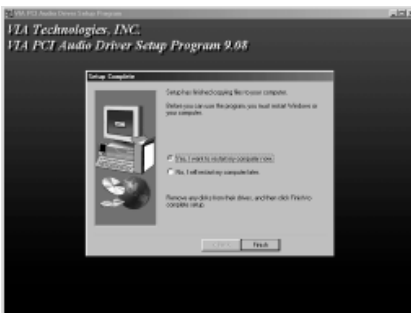 VIA PCI Audio Driver Setup Program
VIA Technologies, INC.
VIA PCI Audio Driver Setup Program 9.08
Setup Complete
Setup has finished copying files to your computer.
Before you can use the program, you must restart Windows or
your computer.
Yes, I want to restart my computer now.
No, I will restart my computer later.
Remove any disks from their drives, and then click Finish to
complete setup.
Finish